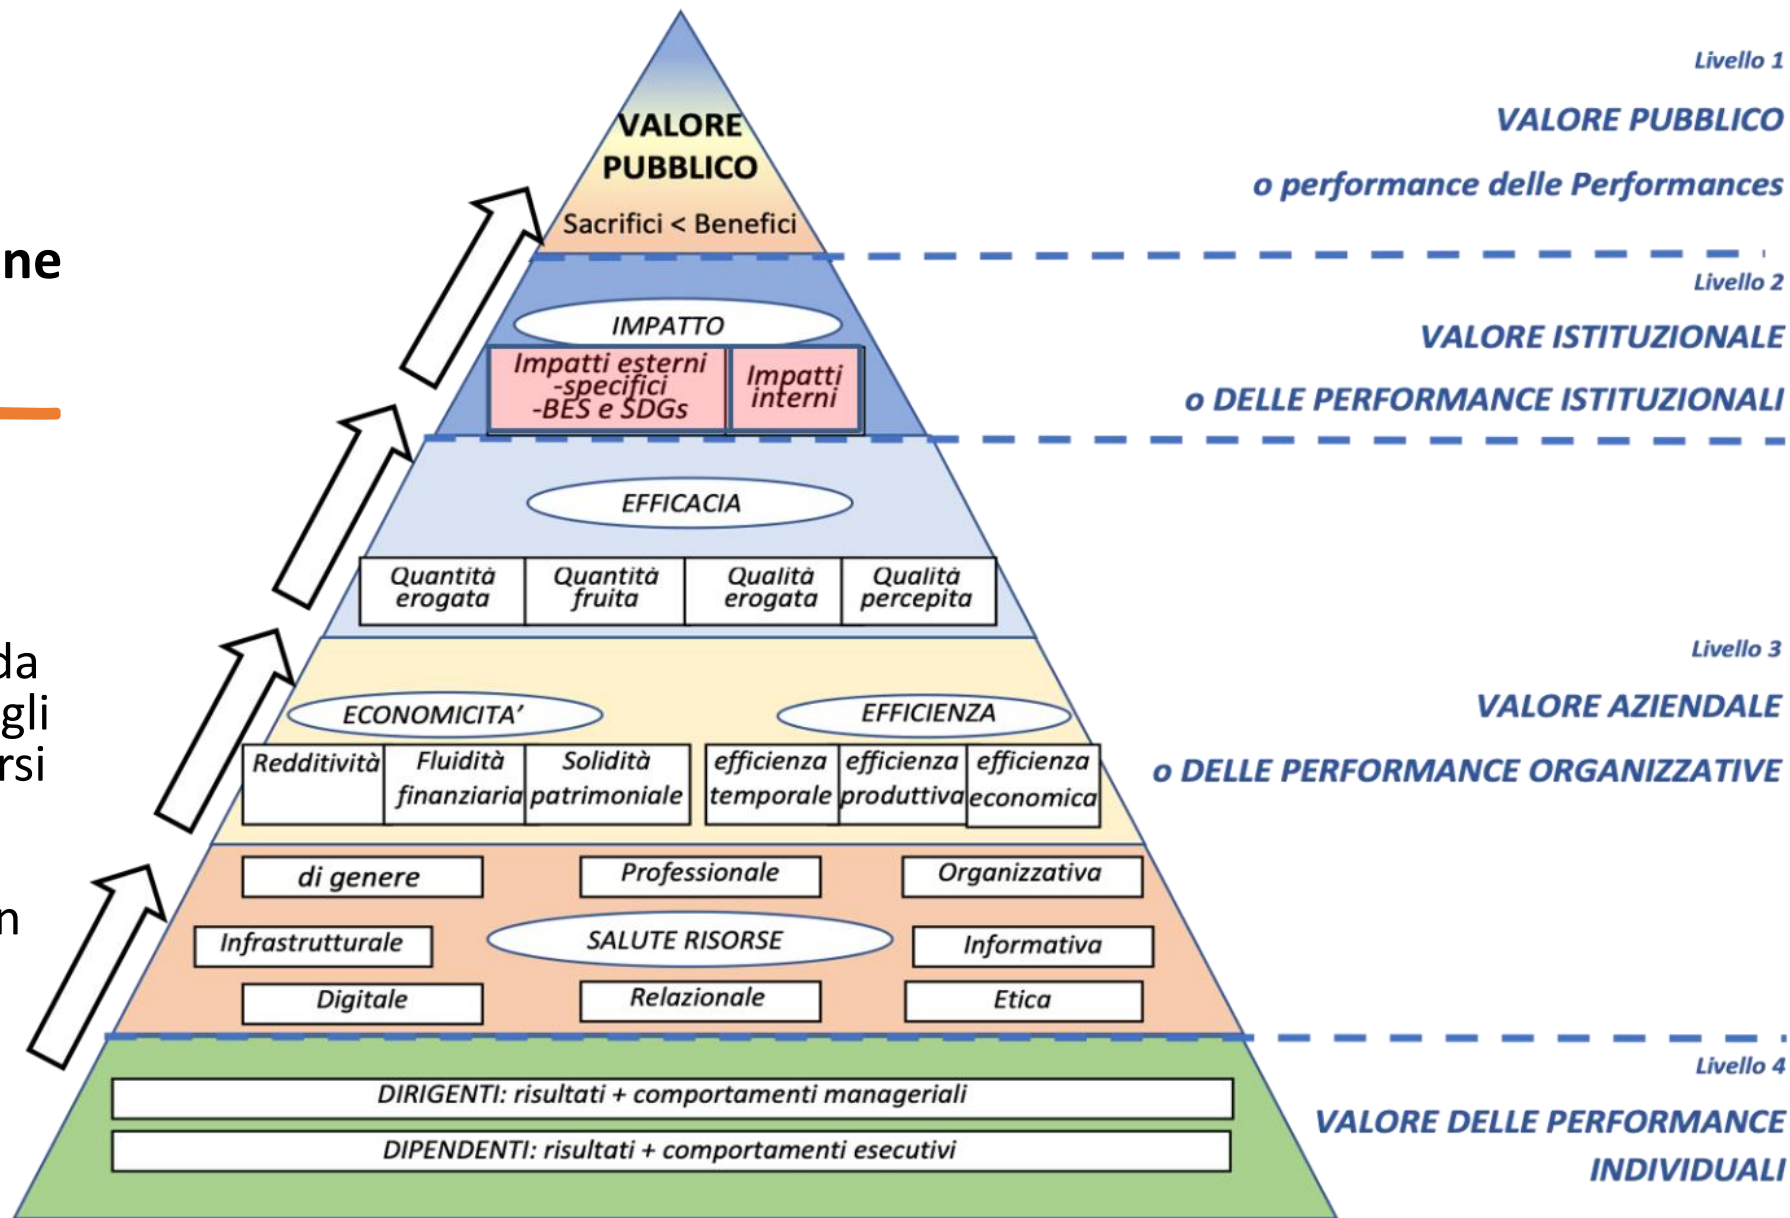 Livello 1
VALORE PUBBLICO
o performance delle Performances
VALORE
PUBBLICO
Sacrifici < Benefici
ne
Livello 2
VALORE ISTITUZIONALE
o DELLE PERFORMANCE ISTITUZIONALI
IMPATTO
Impatti esterni
-specifici
-BES e SDGs
Impatti
interni
EFFICACIA
Quantità
erogata
Quantità
fruita
Qualità
erogata
Qualità
percepita
da
gli
rsi
n
Livello 3
VALORE AZIENDALE
o DELLE PERFORMANCE ORGANIZZATIVE
ECONOMICITA’
EFFICIENZA
Redditività
Fluidità
finanziaria
Solidità
patrimoniale
efficienza
temporale
efficienza
produttiva
efficienza
economica
di genere
Professionale
Organizzativa
Infrastrutturale
SALUTE RISORSE
Informativa
Digitale
Relazionale
Etica
Livello 4
VALORE DELLE PERFORMANCE
INDIVIDUALI
DIRIGENTI: risultati + comportamenti manageriali
DIPENDENTI: risultati + comportamenti esecutivi